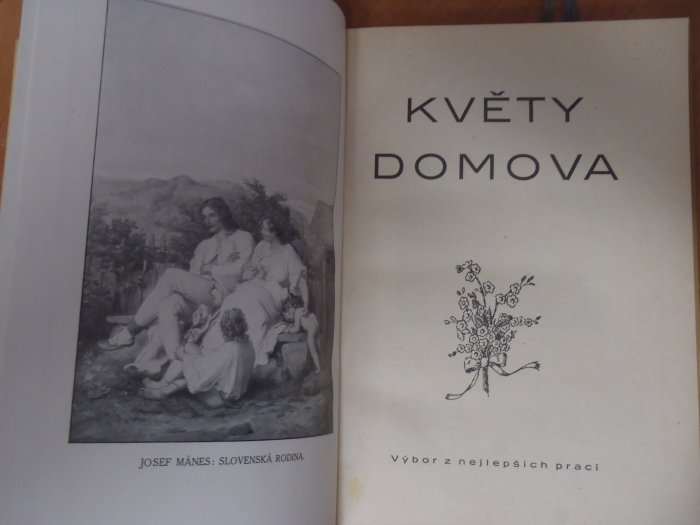 JOSEF MÁNES: SLOVENSKÁ RODINA.
KVĚTY
DOMOVA
Výbor z nejlepších prací